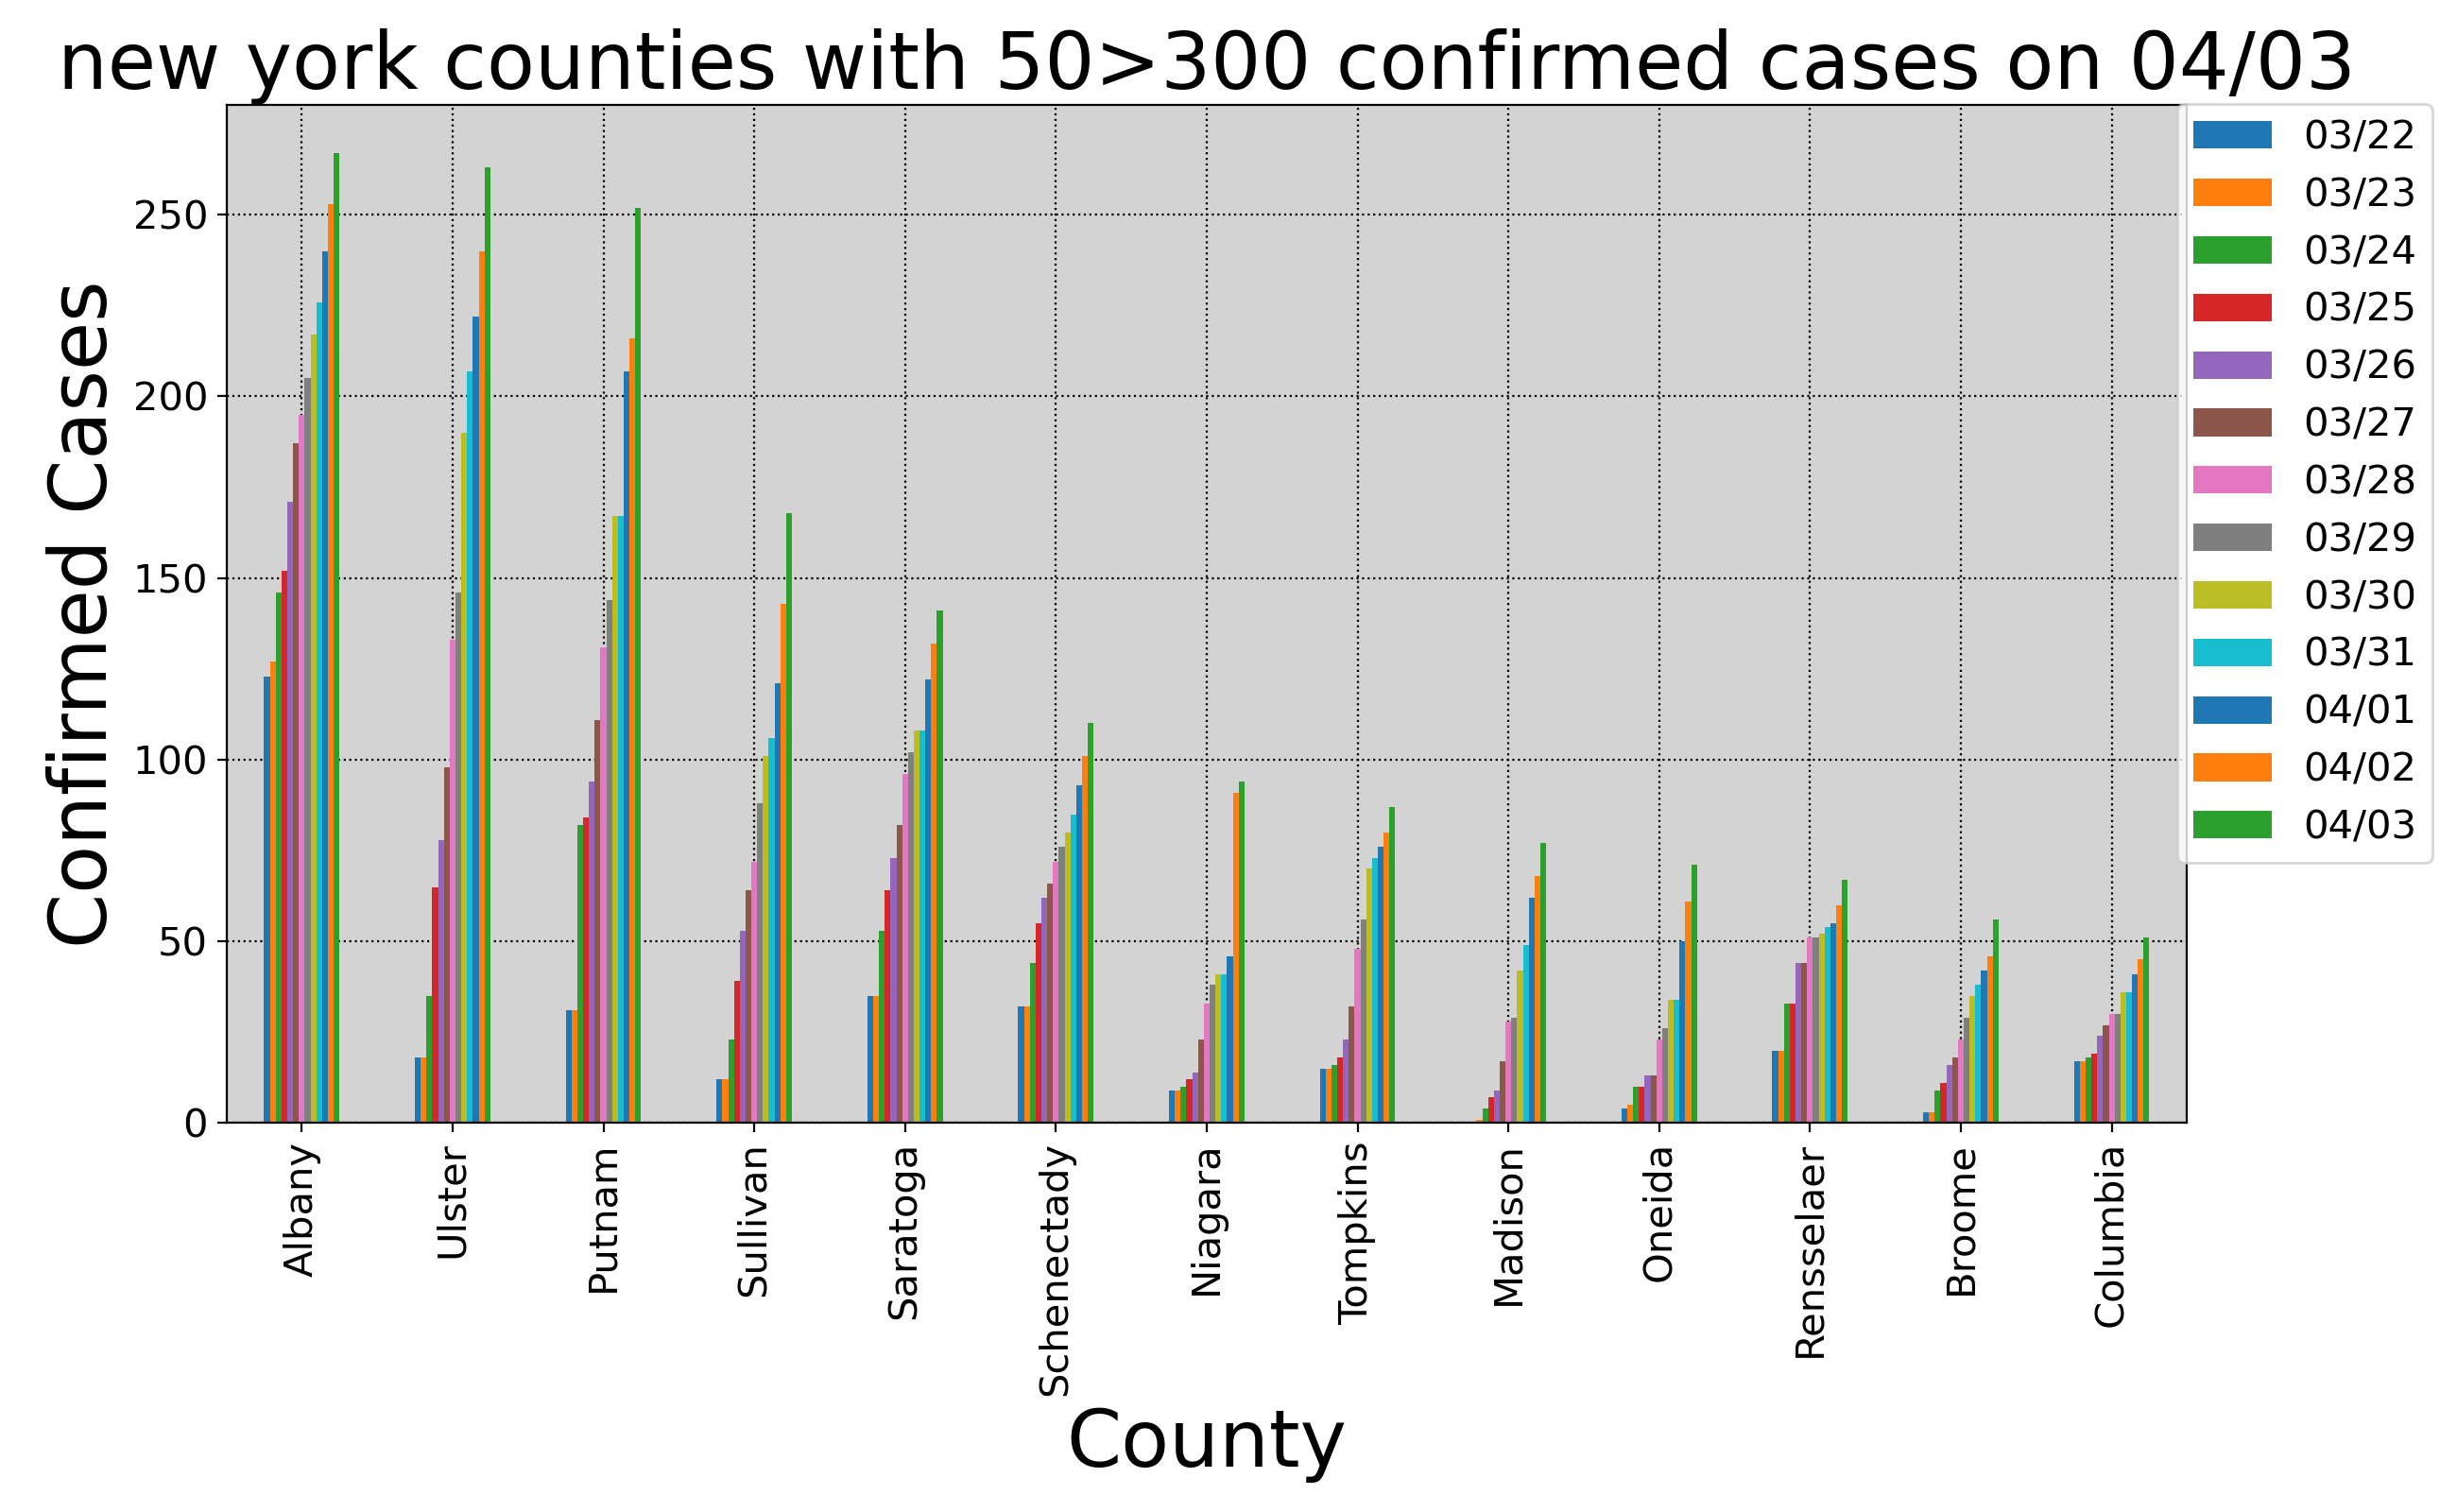 new york counties with 50>300 confirmed cases on 04/03
Confirmed Cases
250
200
150
100
50
0
03/22
03/23
03/24
03/25
03/26
03/27
03/28
03/29
03/30
03/31
04/01
04/02
04/03
Albany
Ulster
Putnam
Sullivan
Saratoga
Schenectady
Niagara
Tompkins
Madison
Oneida
Rensselaer
Broome
Columbia
County